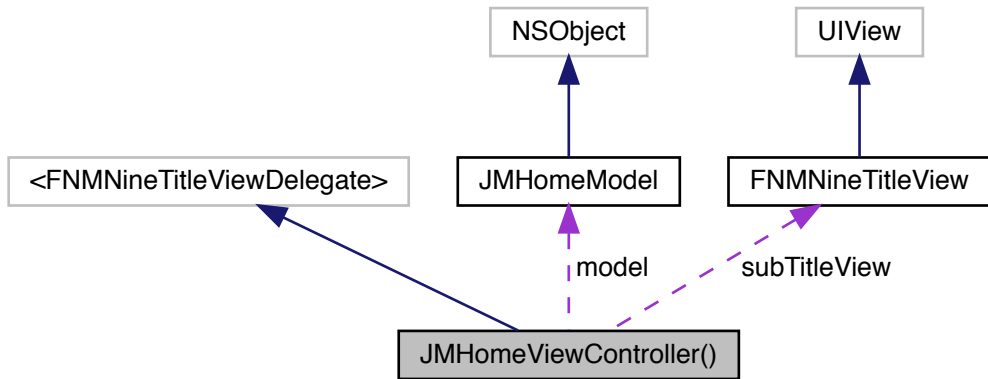 NSObject
UIView
<FNMNineTitleViewDelegate>
JMHomeModel
FNMNineTitleView
model
subTitleView
JMHomeViewController()